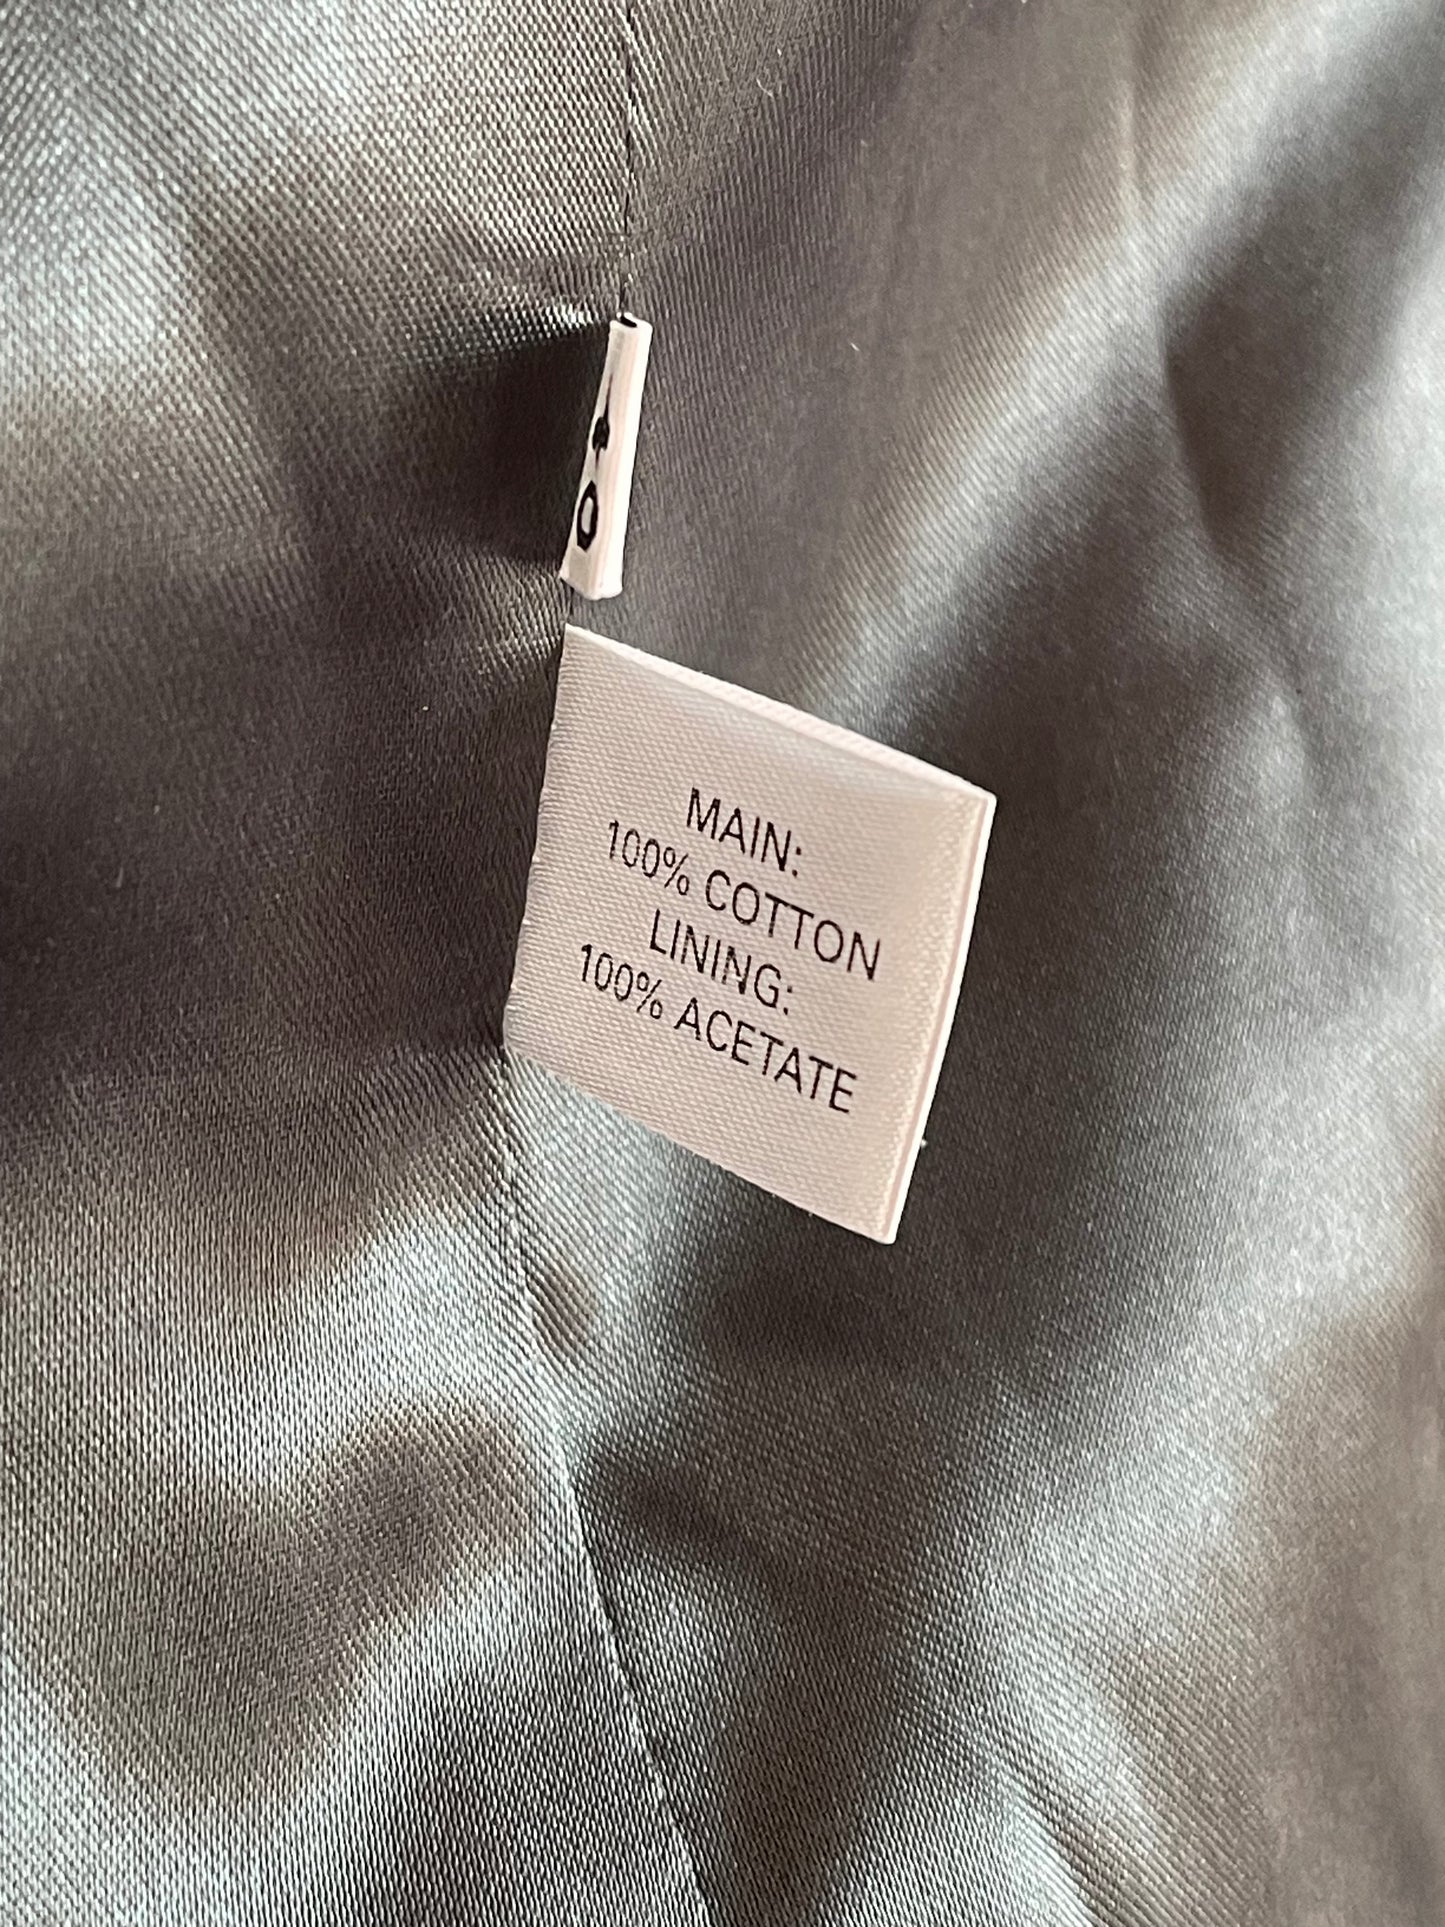 MAIN:
100% COTTON
LINING:
100% ACETATE